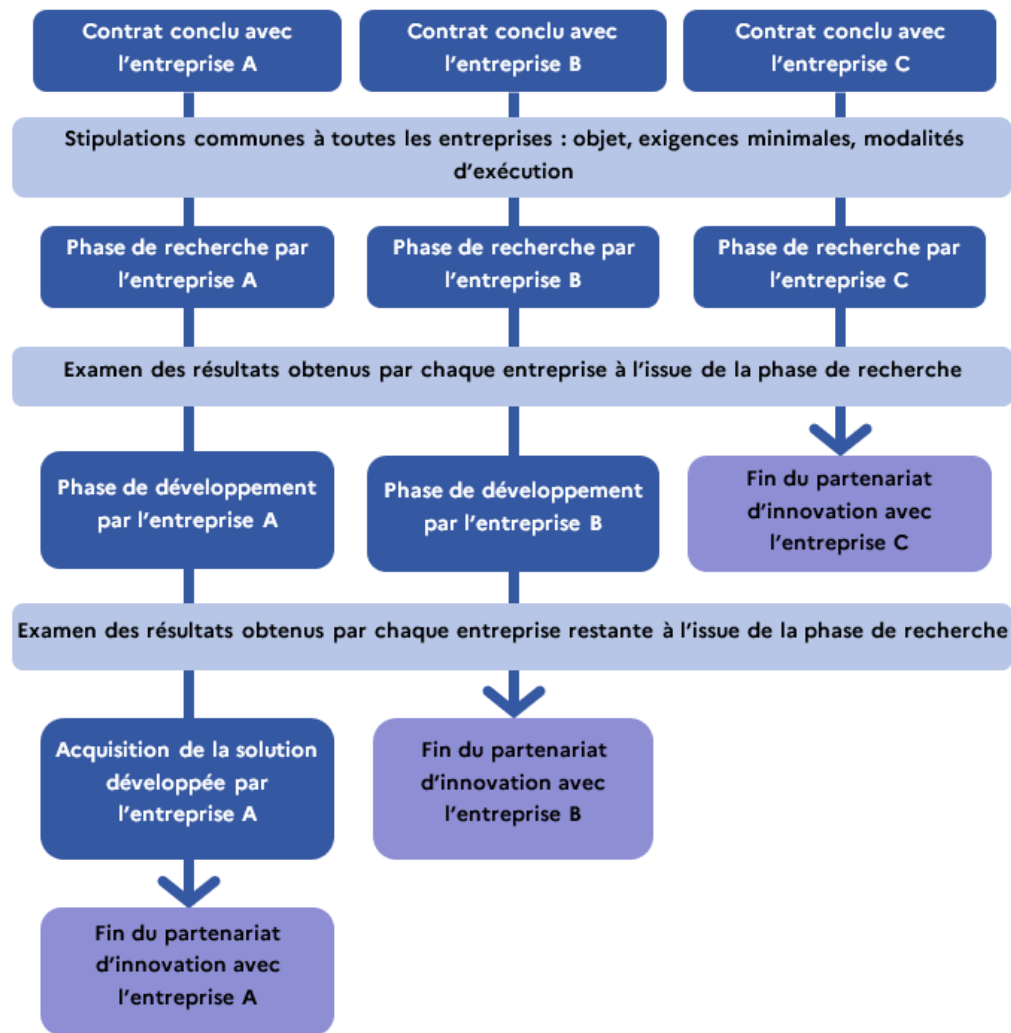 Contrat conclu avec
l'entreprise A
Contrat conclu avec
l'entreprise B
Contrat conclu avec
l'entreprise C
Stipulations communes à toutes les entreprises : objet, exigences minimales, modalités
d'exécution
Phase de recherche par
l'entreprise A
Phase de recherche par
l'entreprise B
Phase de recherche par
l'entreprise C
Examen des résultats obtenus par chaque entreprise à l'issue de la phase de recherche
Phase de développement
par l'entreprise A
Phase de développement
par l'entreprise B
Fin du partenariat
d'innovation avec
l'entreprise C
Examen des résultats obtenus par chaque entreprise restante à l'issue de la phase de recherche
Acquisition de la solution
développée par
l'entreprise A
Fin du partenariat
d'innovation avec
l'entreprise B
Fin du partenariat
d'innovation avec
l'entreprise A